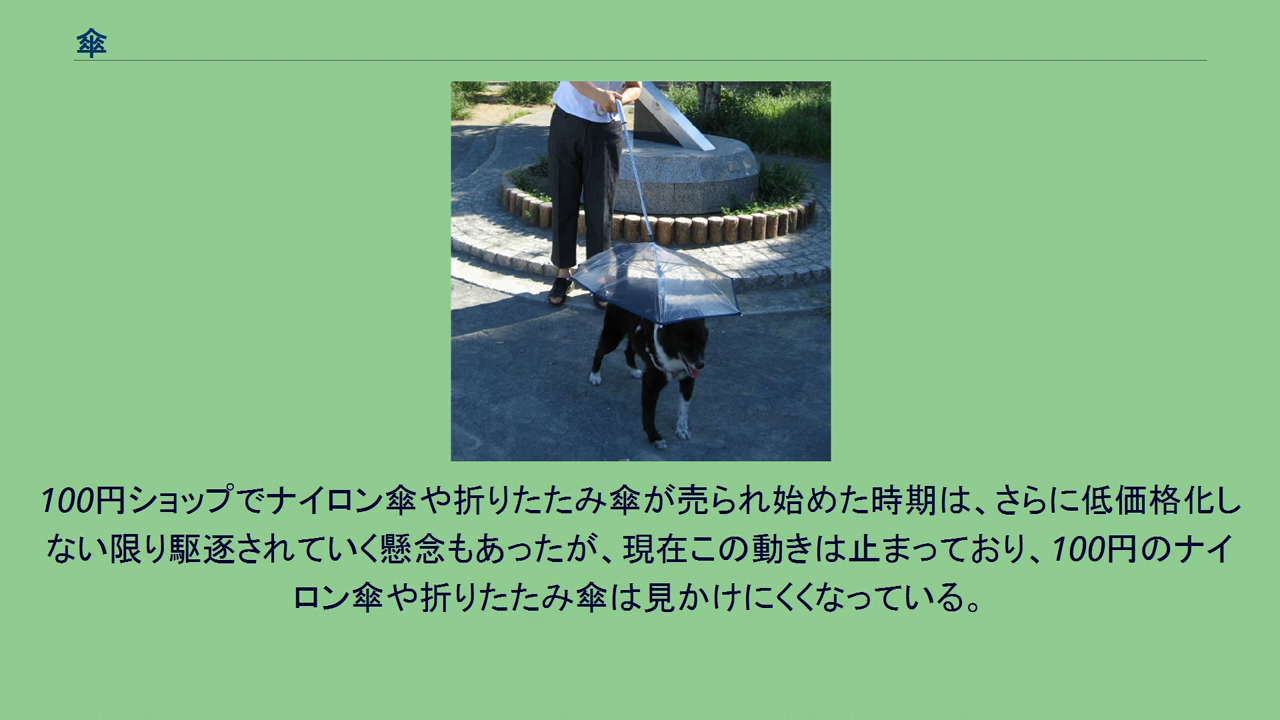 傘
100円ショップでナイロン傘や折りたたみ傘が売られ始めた時期は、さらに低価格化し
ない限り駆逐されていく懸念もあったが、現在この動きは止まっており、100円のナイ
ロン傘や折りたたみ傘は見かけにくくなっている。